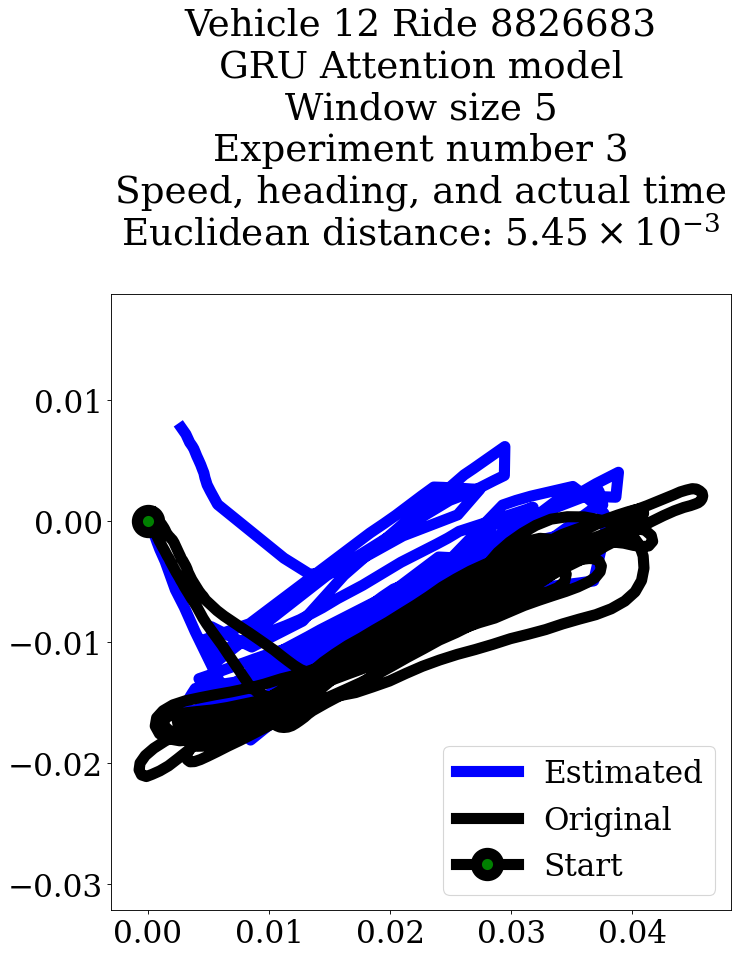 Vehicle 12 Ride 8826683
GRU Attention model
Window size 5
Experiment number 3
Speed, heading, and actual time
Euclidean distance: 5.45 × 10⁻³
0.01
0.00
−0.01
−0.02
−0.03
Estimated
Original
Start
0.00 0.01 0.02 0.03 0.04